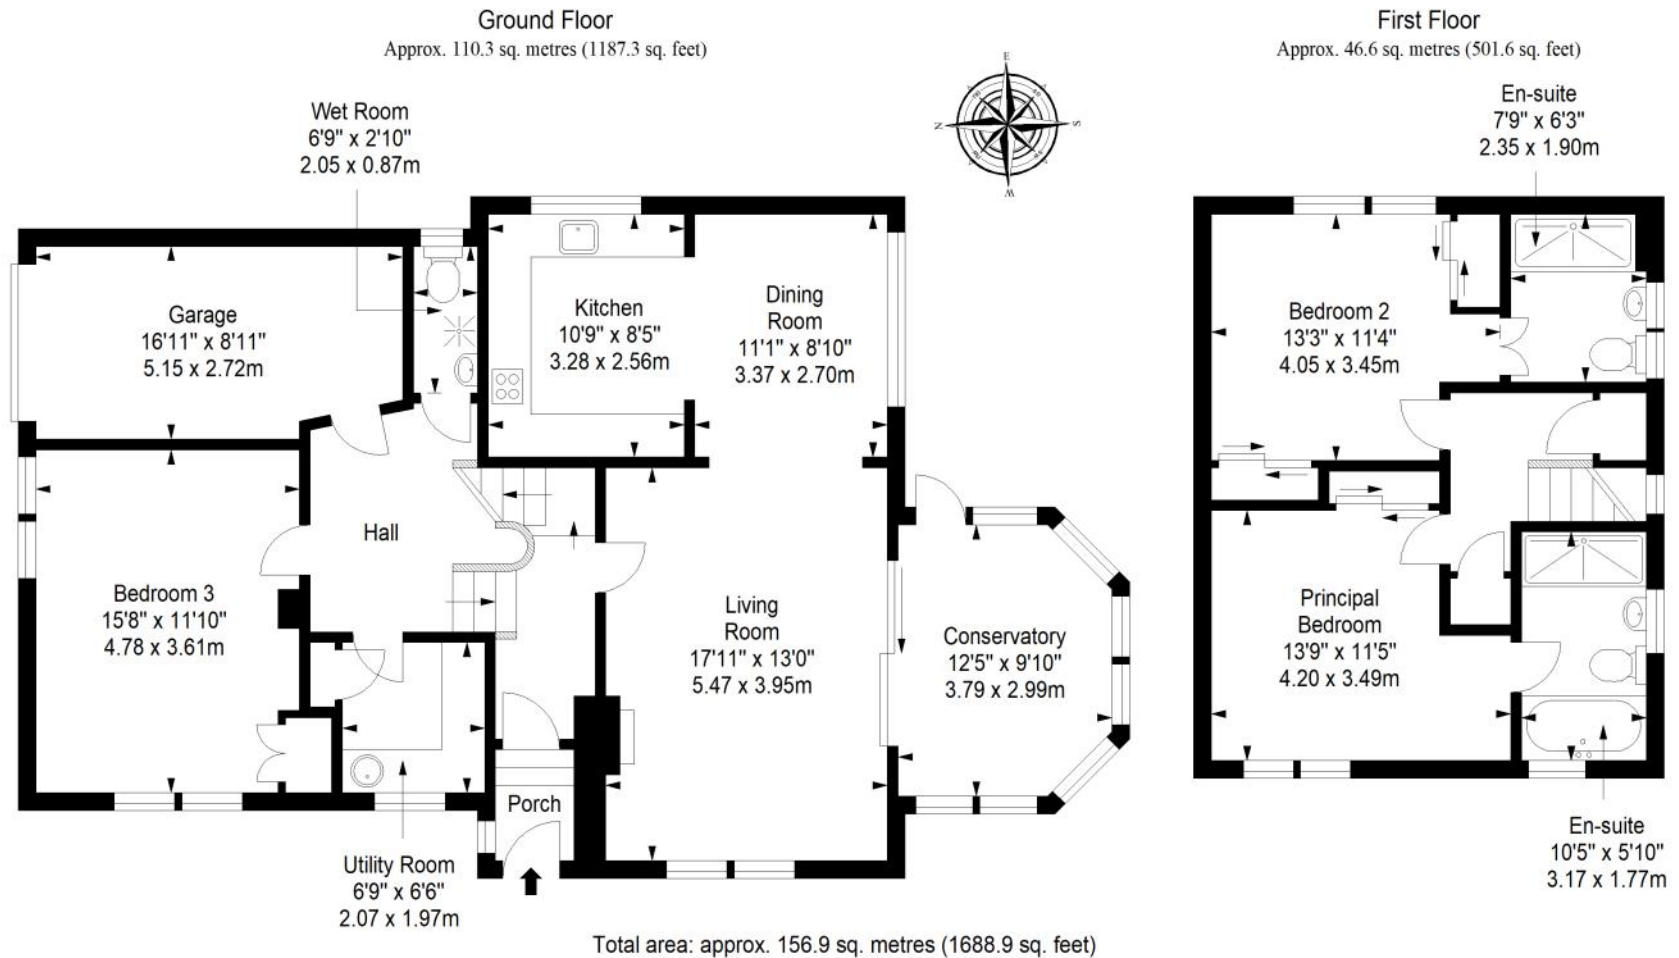 Ground Floor
Approx. 110.3 sq. metres (1187.3 sq. feet)
First Floor
Approx. 46.6 sq. metres (501.6 sq. feet)
E
N
S
W
Wet Room
6'9" x 2'10"
2.05 x 0.87m
En-suite
7'9" x 6'3"
2.35 x 1.90m
Garage
16'11" x 8'11"
5.15 x 2.72m
Kitchen
10'9" x 8'5"
3.28 x 2.56m
Dining
Room
11'1" x 8'10"
3.37 x 2.70m
Bedroom 2
13'3" x 11'4"
4.05 x 3.45m
Hall
Bedroom 3
15'8" x 11'10"
4.78 x 3.61m
Living
Room
17'11" x 13'0"
5.47 x 3.95m
Conservatory
12'5" x 9'10"
3.79 x 2.99m
Principal
Bedroom
13'9" x 11'5"
4.20 x 3.49m
Porch
Utility Room
6'9" x 6'6"
2.07 x 1.97m
En-suite
10'5" x 5'10"
3.17 x 1.77m
Total area: approx. 156.9 sq. metres (1688.9 sq. feet)